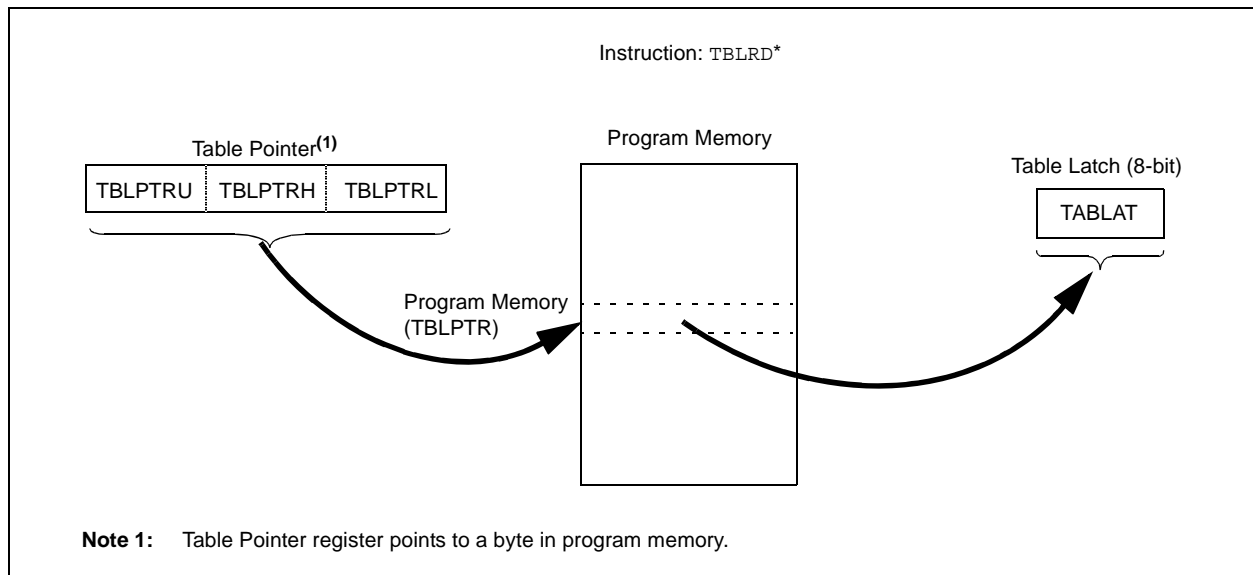 Instruction: TBLRD*
Table Pointer(1)
TBLPTRU TBLPTRH TBLPTRL
Program Memory
(TBLPTR)
Program Memory
Table Latch (8-bit)
TABLAT
Note 1: Table Pointer register points to a byte in program memory.